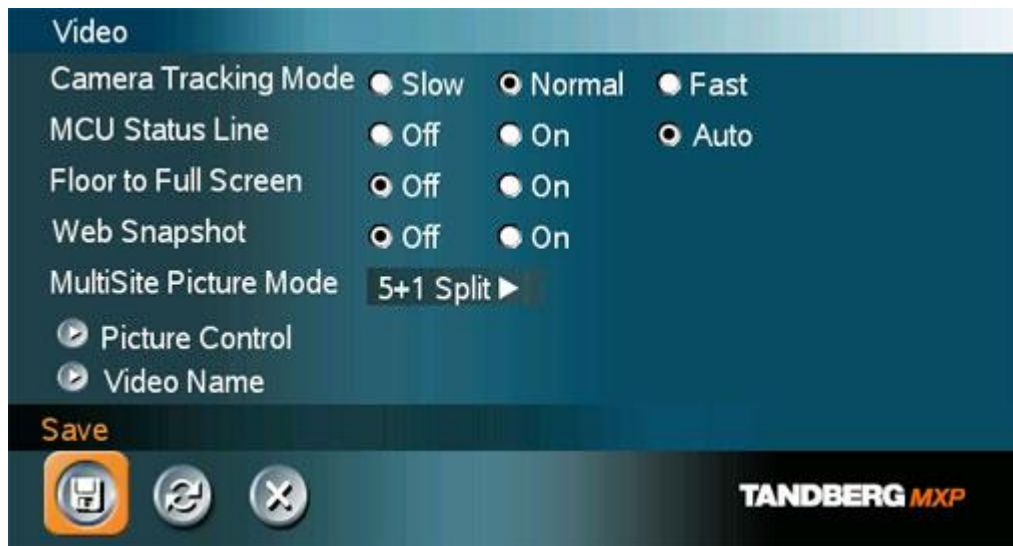 Video
Camera Tracking Mode Slow Normal Fast
MCU Status Line Off On Auto
Floor to Full Screen Off On
Web Snapshot Off On
MultiSite Picture Mode 5+1 Split
Picture Control
Video Name
Save
TANDBERG MXP